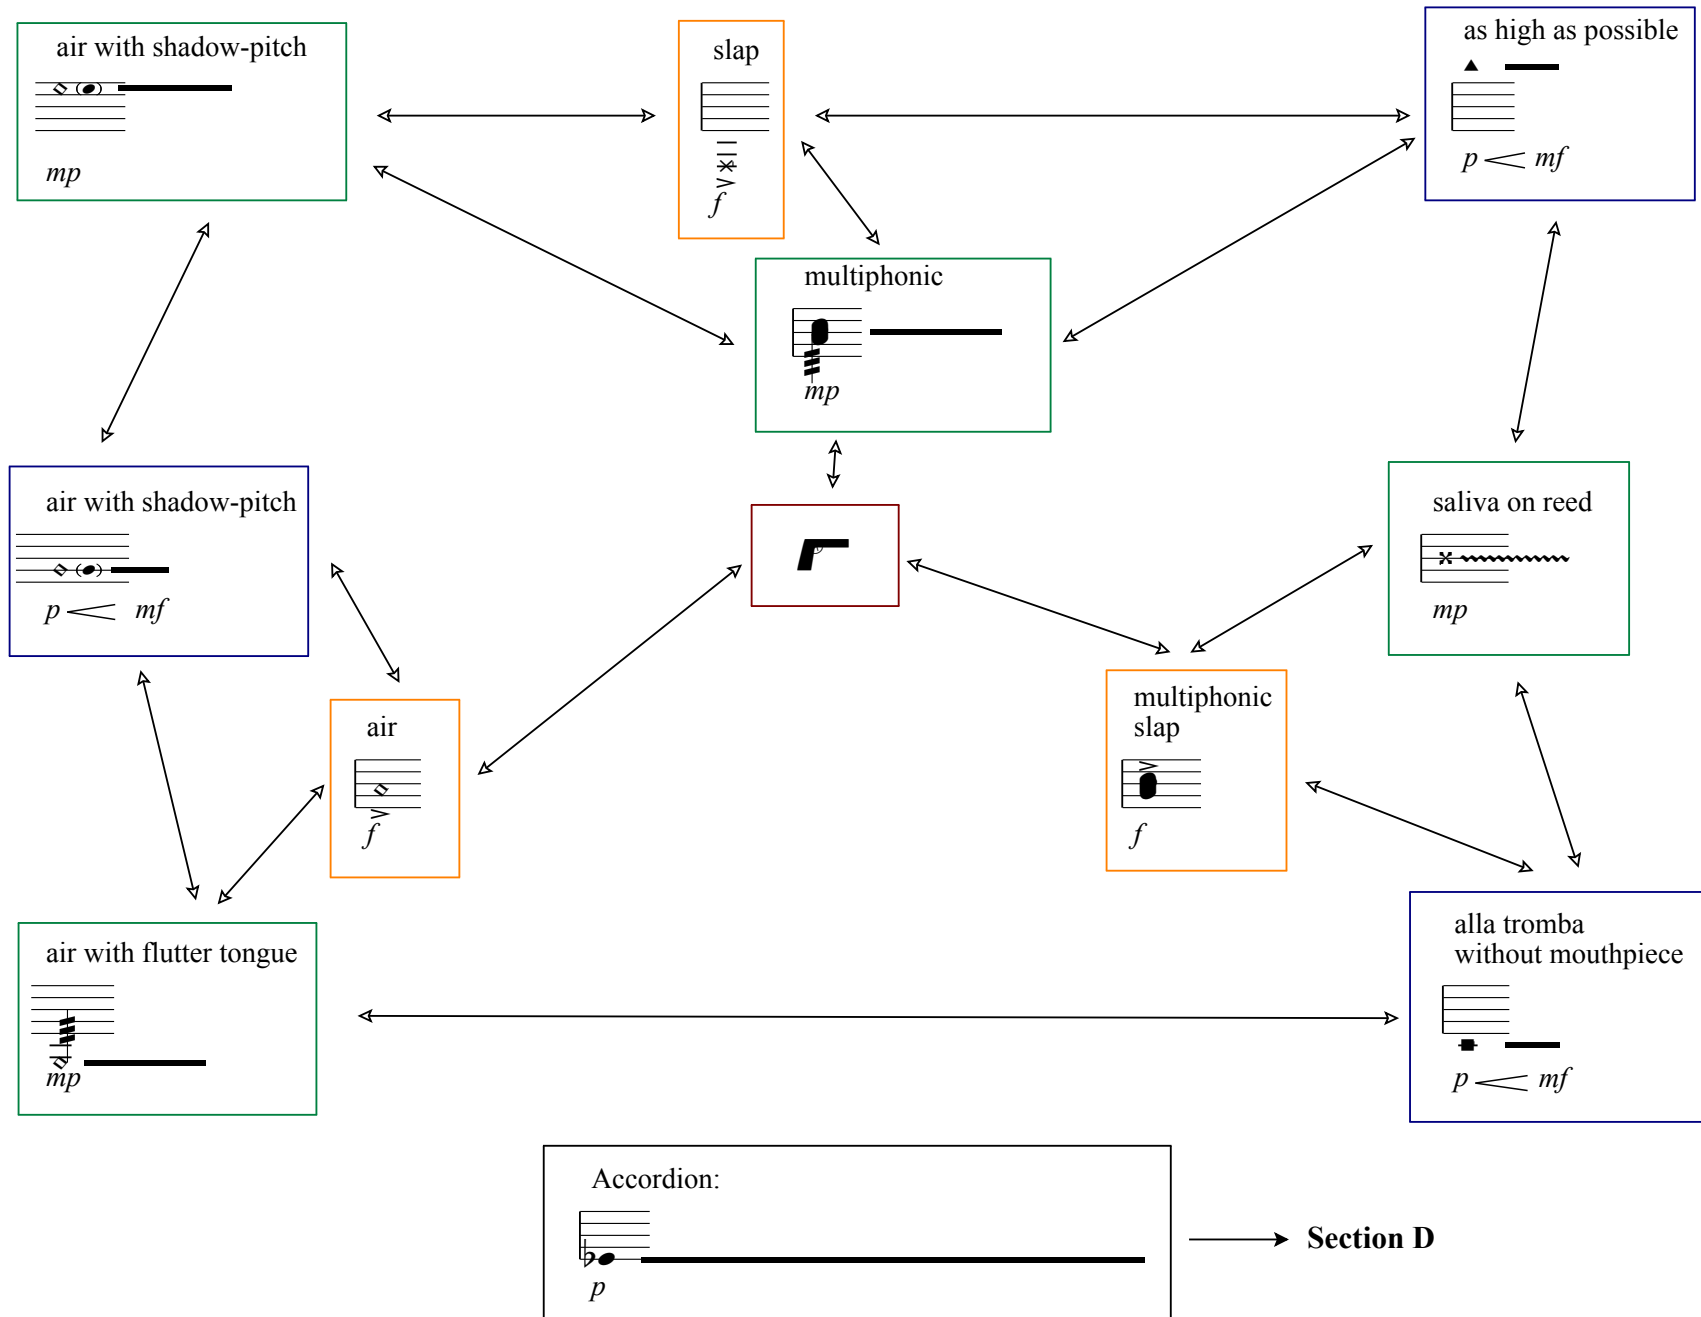 air with shadow-pitch
mp
slap
f
as high as possible
p mf
multiphonic
mp
air with shadow-pitch
p mf
saliva on reed
mp
air
f
multiphonic
slap
f
air with flutter tongue
mp
alla tromba
without mouthpiece
p mf
Accordion:
p
Section D